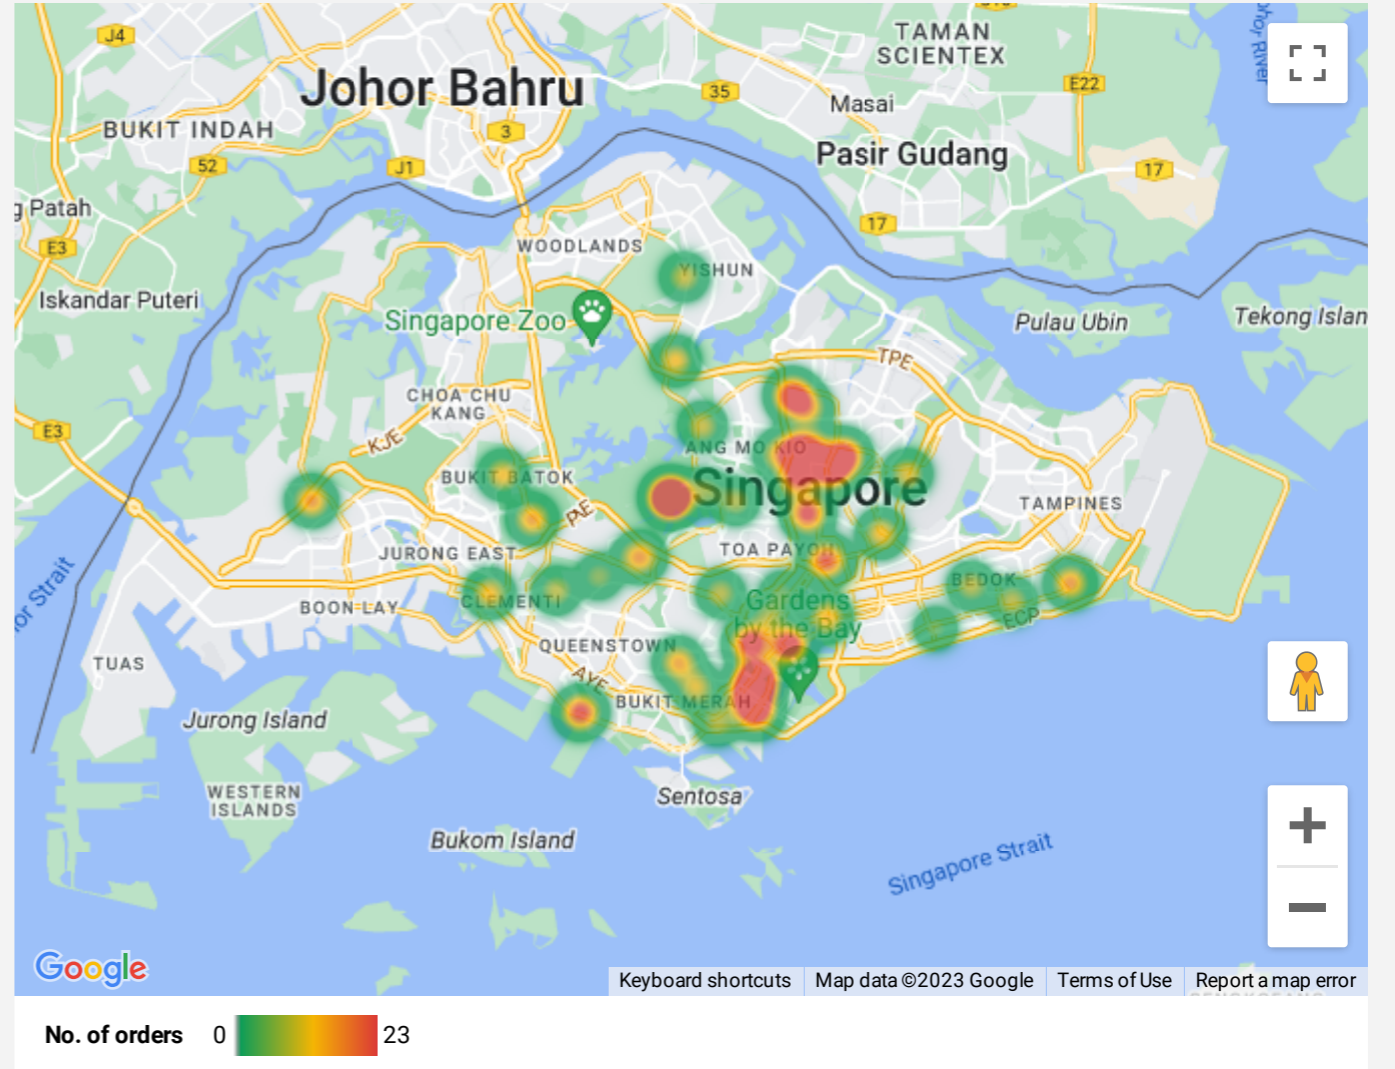 J4
TAMAN
SCIENTEX
Johor River
Johor Bahru
35
E22
Masai
BUKIT INDAH
3
52
J1
Pasir Gudang
17
g Patah
17
E3
WOODLANDS
YISHUN
Iskandar Puteri
Singapore Zoo
Pulau Ubin
Tekong Islan
TPE
CHOA CHU
KANG
E3
KJE
ANG MO KIO
BUKIT BATOK
Singapore
TAMPINES
PIE
JURONG EAST
TOA PAYOH
BEDOK
BOON LAY
CLEMENTI
Gardens
by the Bay
ECP
or Strait
QUEENSTOWN
TUAS
AYE
BUKIT MERAH
Jurong Island
WESTERN
ISLANDS
Sentosa
Bukom Island
Singapore Strait
Google
Keyboard shortcuts
Map data ©2023 Google
Terms of Use
Report a map error
No. of orders
0
23